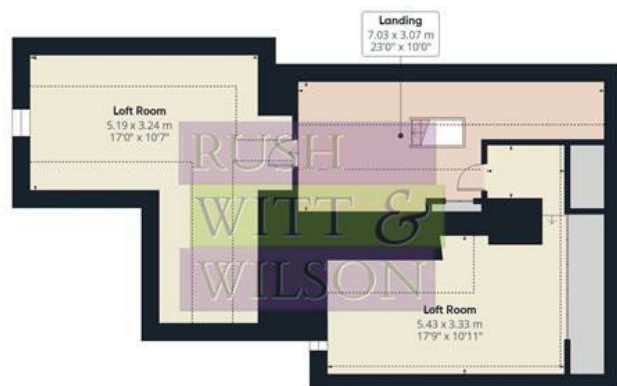 Landing
7.03 x 3.07 m
23'0" x 10'0"
Loft Room
5.19 x 3.24 m
17'0" x 10'7"
RUSH
WITT &
WILSON
Loft Room
5.43 x 3.33 m
17'9" x 10'11"